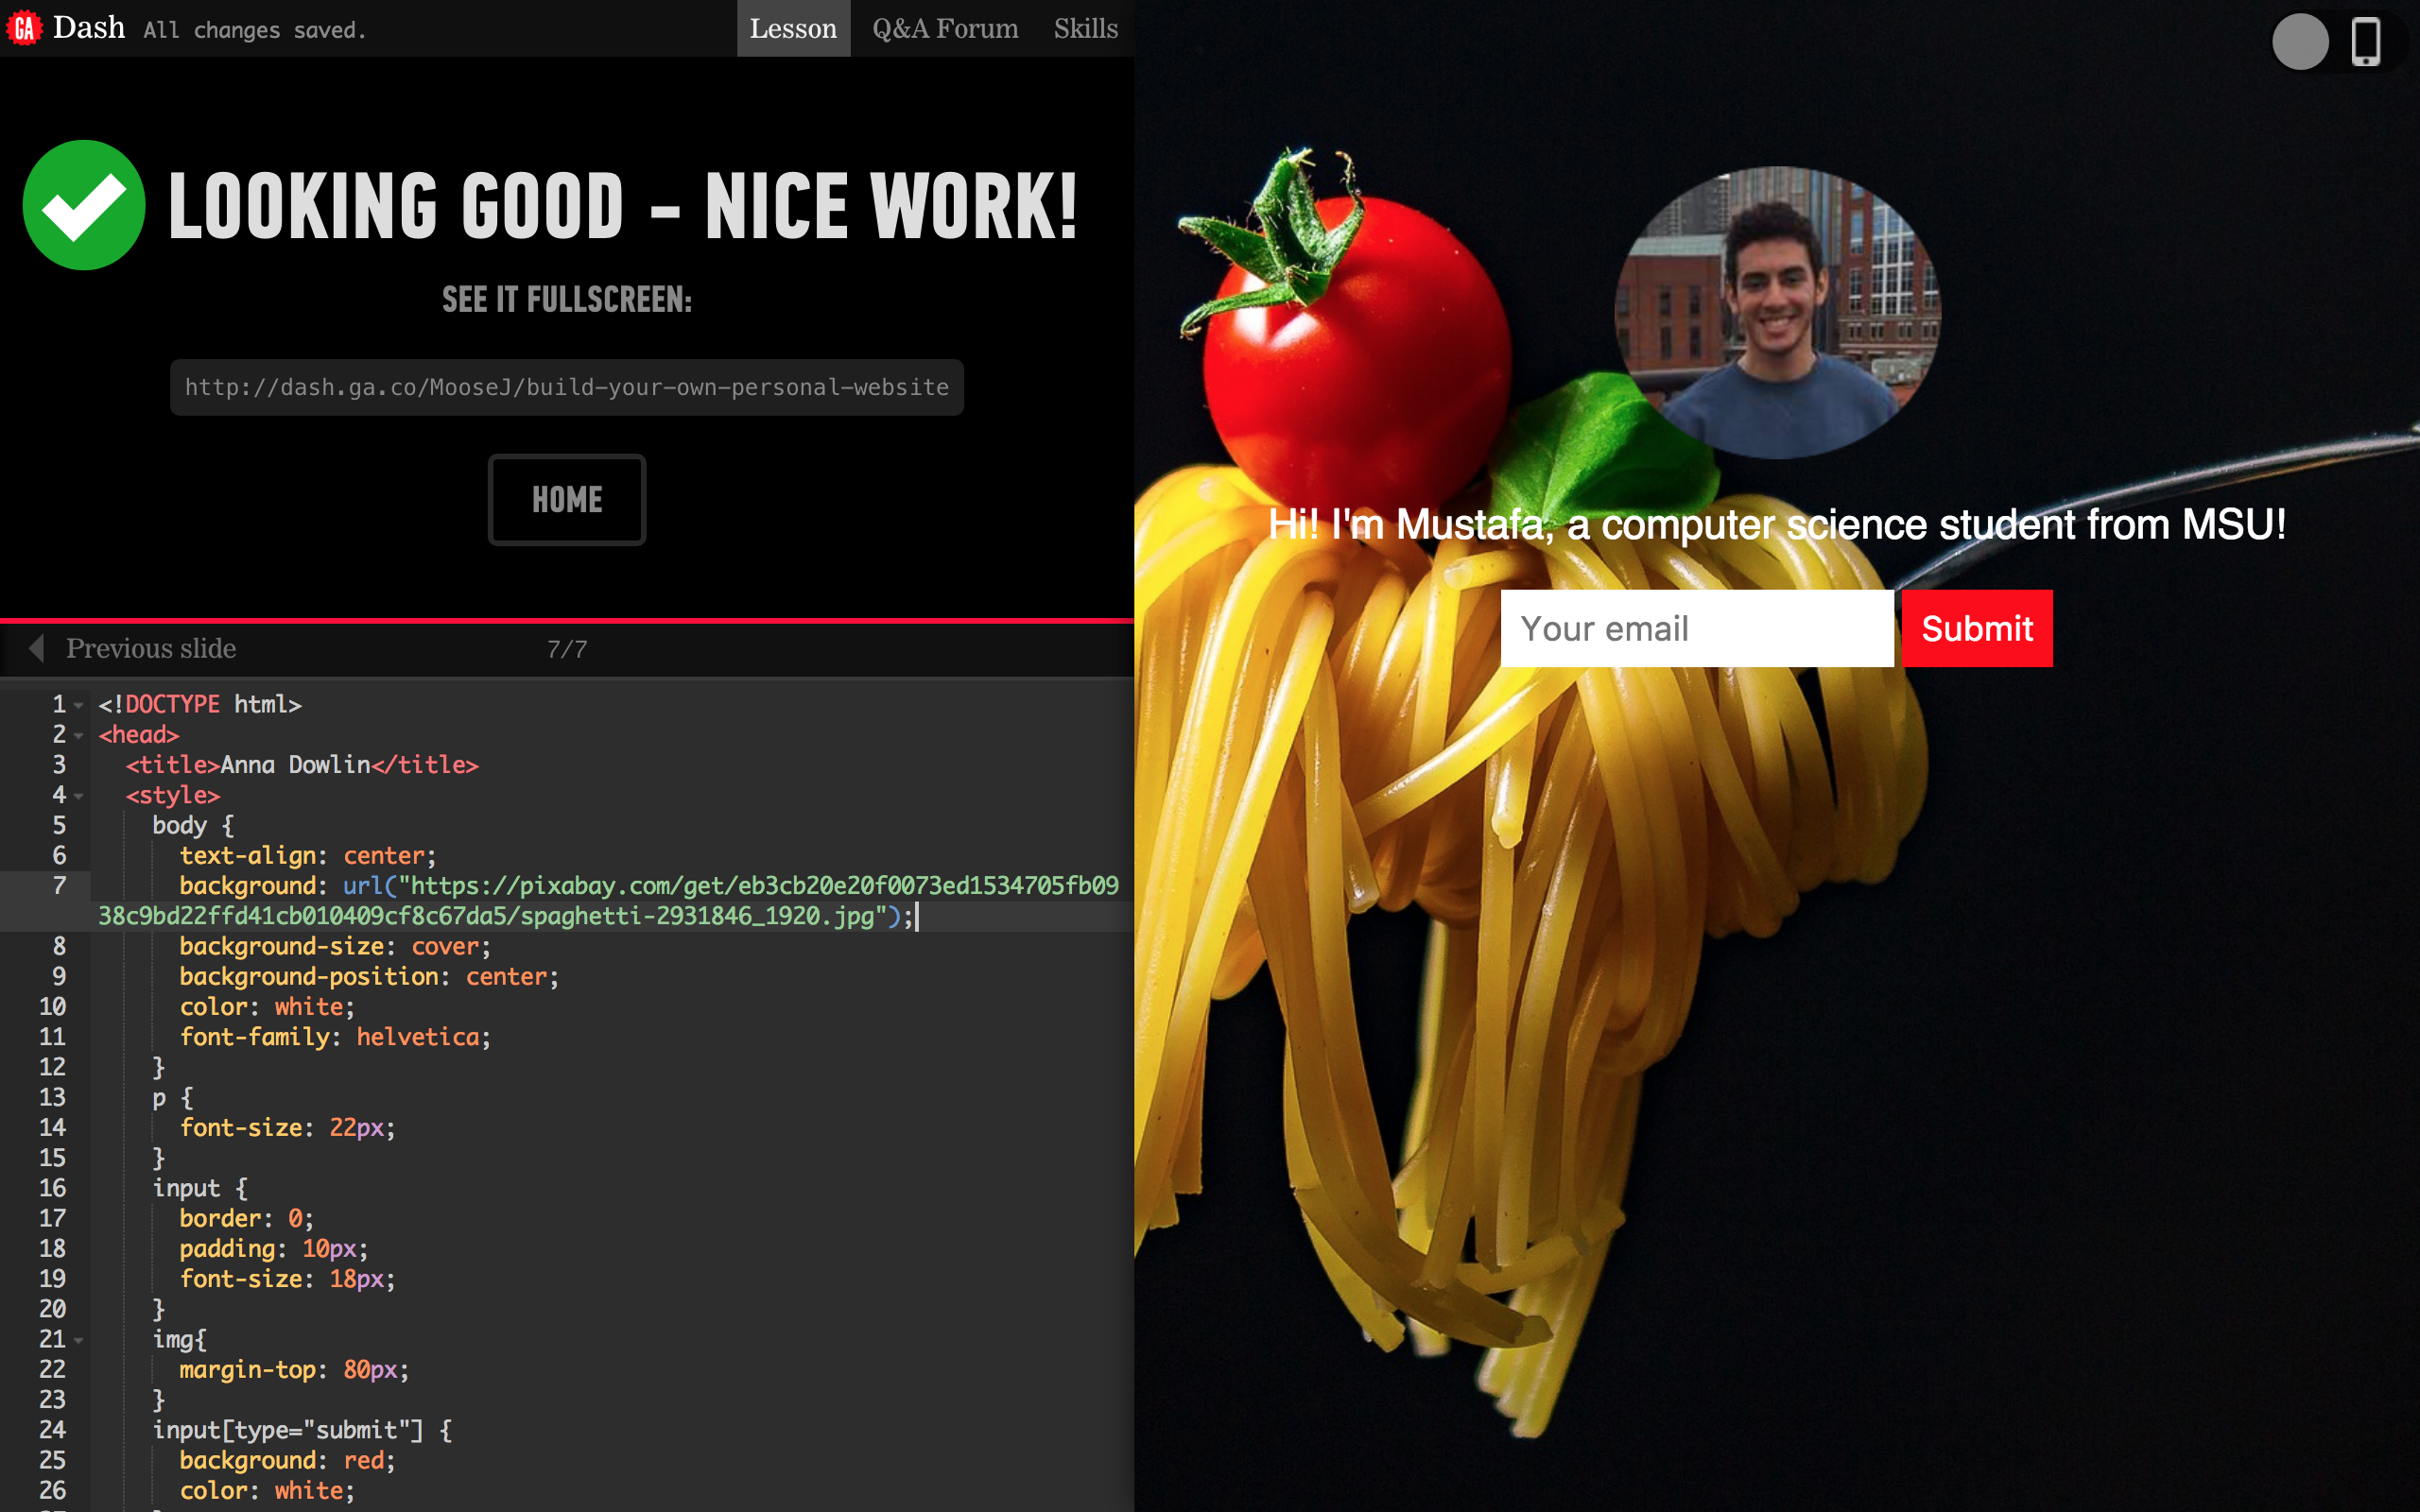 GA Dash All changes saved. Lesson Q&A Forum Skills
LOOKING GOOD - NICE WORK!
SEE IT FULLSCREEN:
http://dash.ga.co/MooseJ/build-your-own-personal-website
HOME
Previous slide 7/7
1 <!DOCTYPE html>
2 <head>
3 <title>Anna Dowlin</title>
4 <style>
5 body {
6 text-align: center;
7 background: url("https://pixabay.com/get/eb3cb20e20f0073ed1534705fb09
38c9bd22ffd41cb010409cf8c67da5/spaghetti-2931846_1920.jpg");
8 background-size: cover;
9 background-position: center;
10 color: white;
11 font-family: helvetica;
12 }
13 p {
14 font-size: 22px;
15 }
16 input {
17 border: 0;
18 padding: 10px;
19 font-size: 18px;
20 }
21 img{
22 margin-top: 80px;
23 }
24 input[type="submit"] {
25 background: red;
26 color: white;
Hi! I'm Mustafa, a computer science student from MSU!
Your email Submit